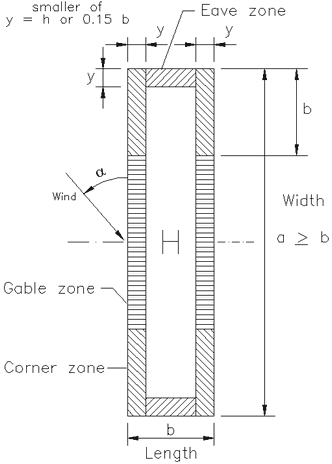 smaller of
y = h or 0.15 b
Eave zone
y
y
y
b
α
Wind
Width
a ≥ b
H
Gable zone
Corner zone
b
Length